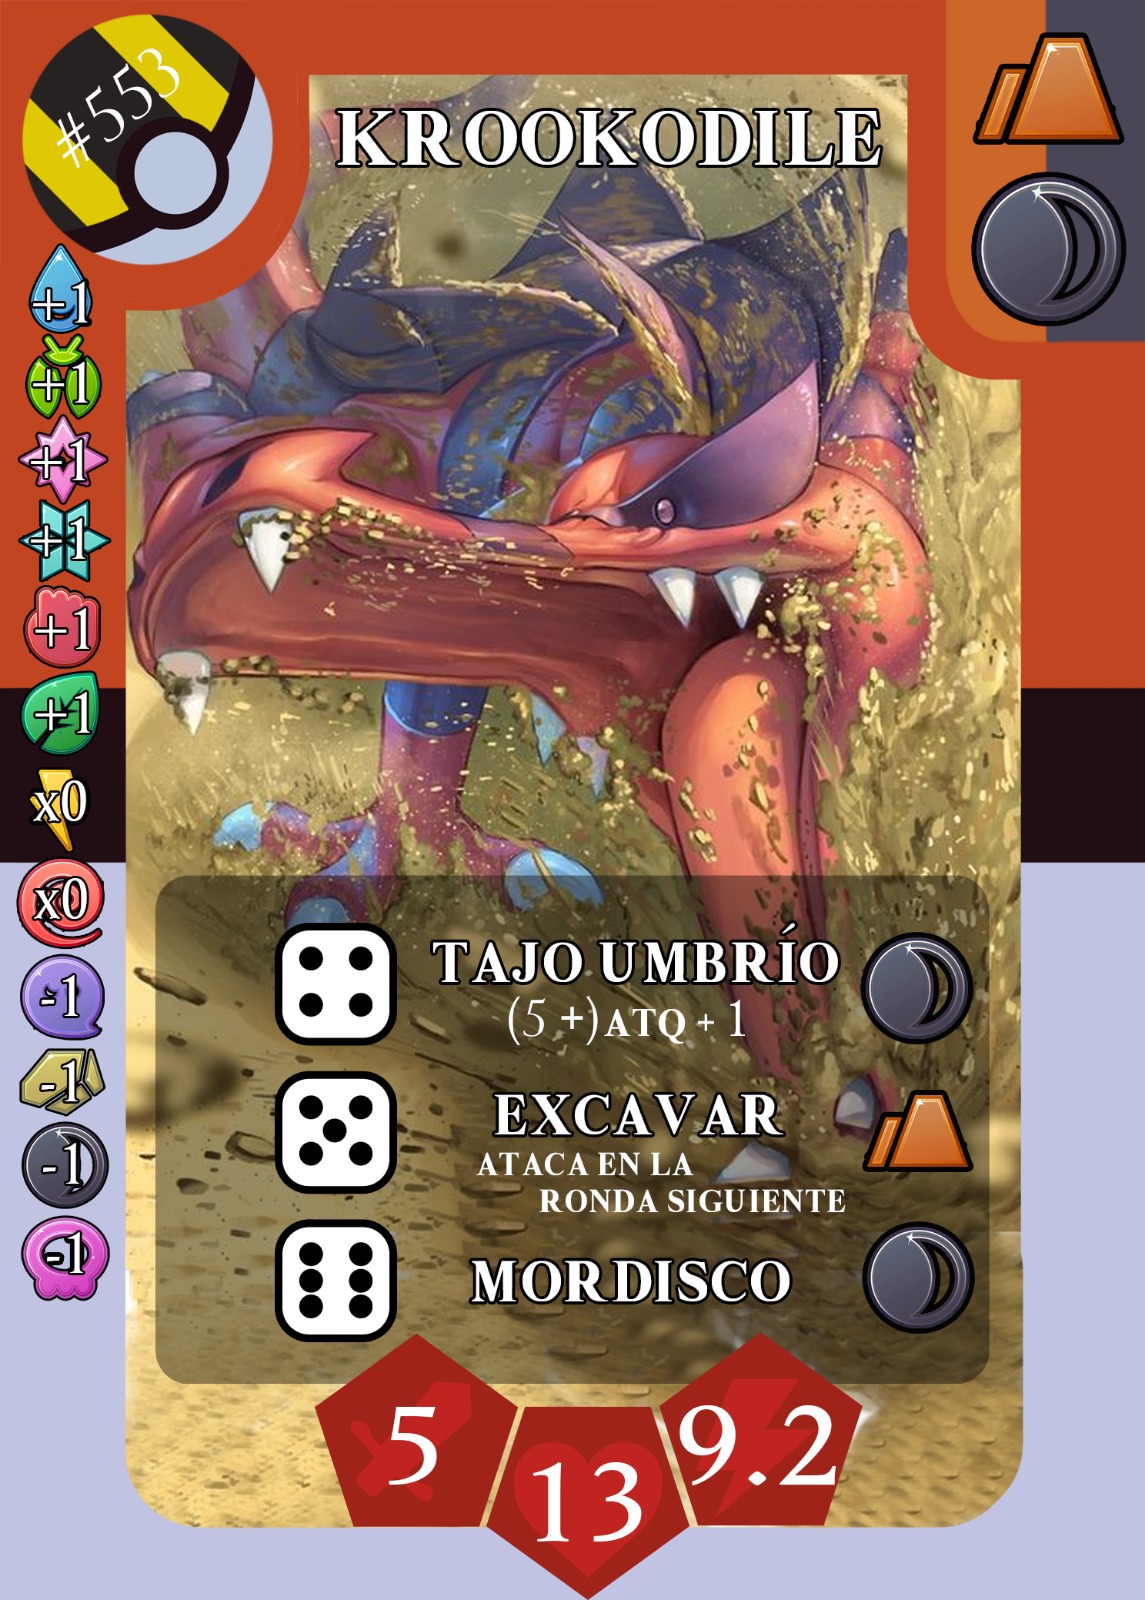 #553
KROOKODILE
+1
+1
+1
+1
+1
+1
x0
x0
-1
-1
-1
-1
TAJO UMBRÍO
(5 +) ATQ + 1
EXCAVAR
ATACA EN LA
RONDA SIGUIENTE
MORDISCO
5
13
9.2